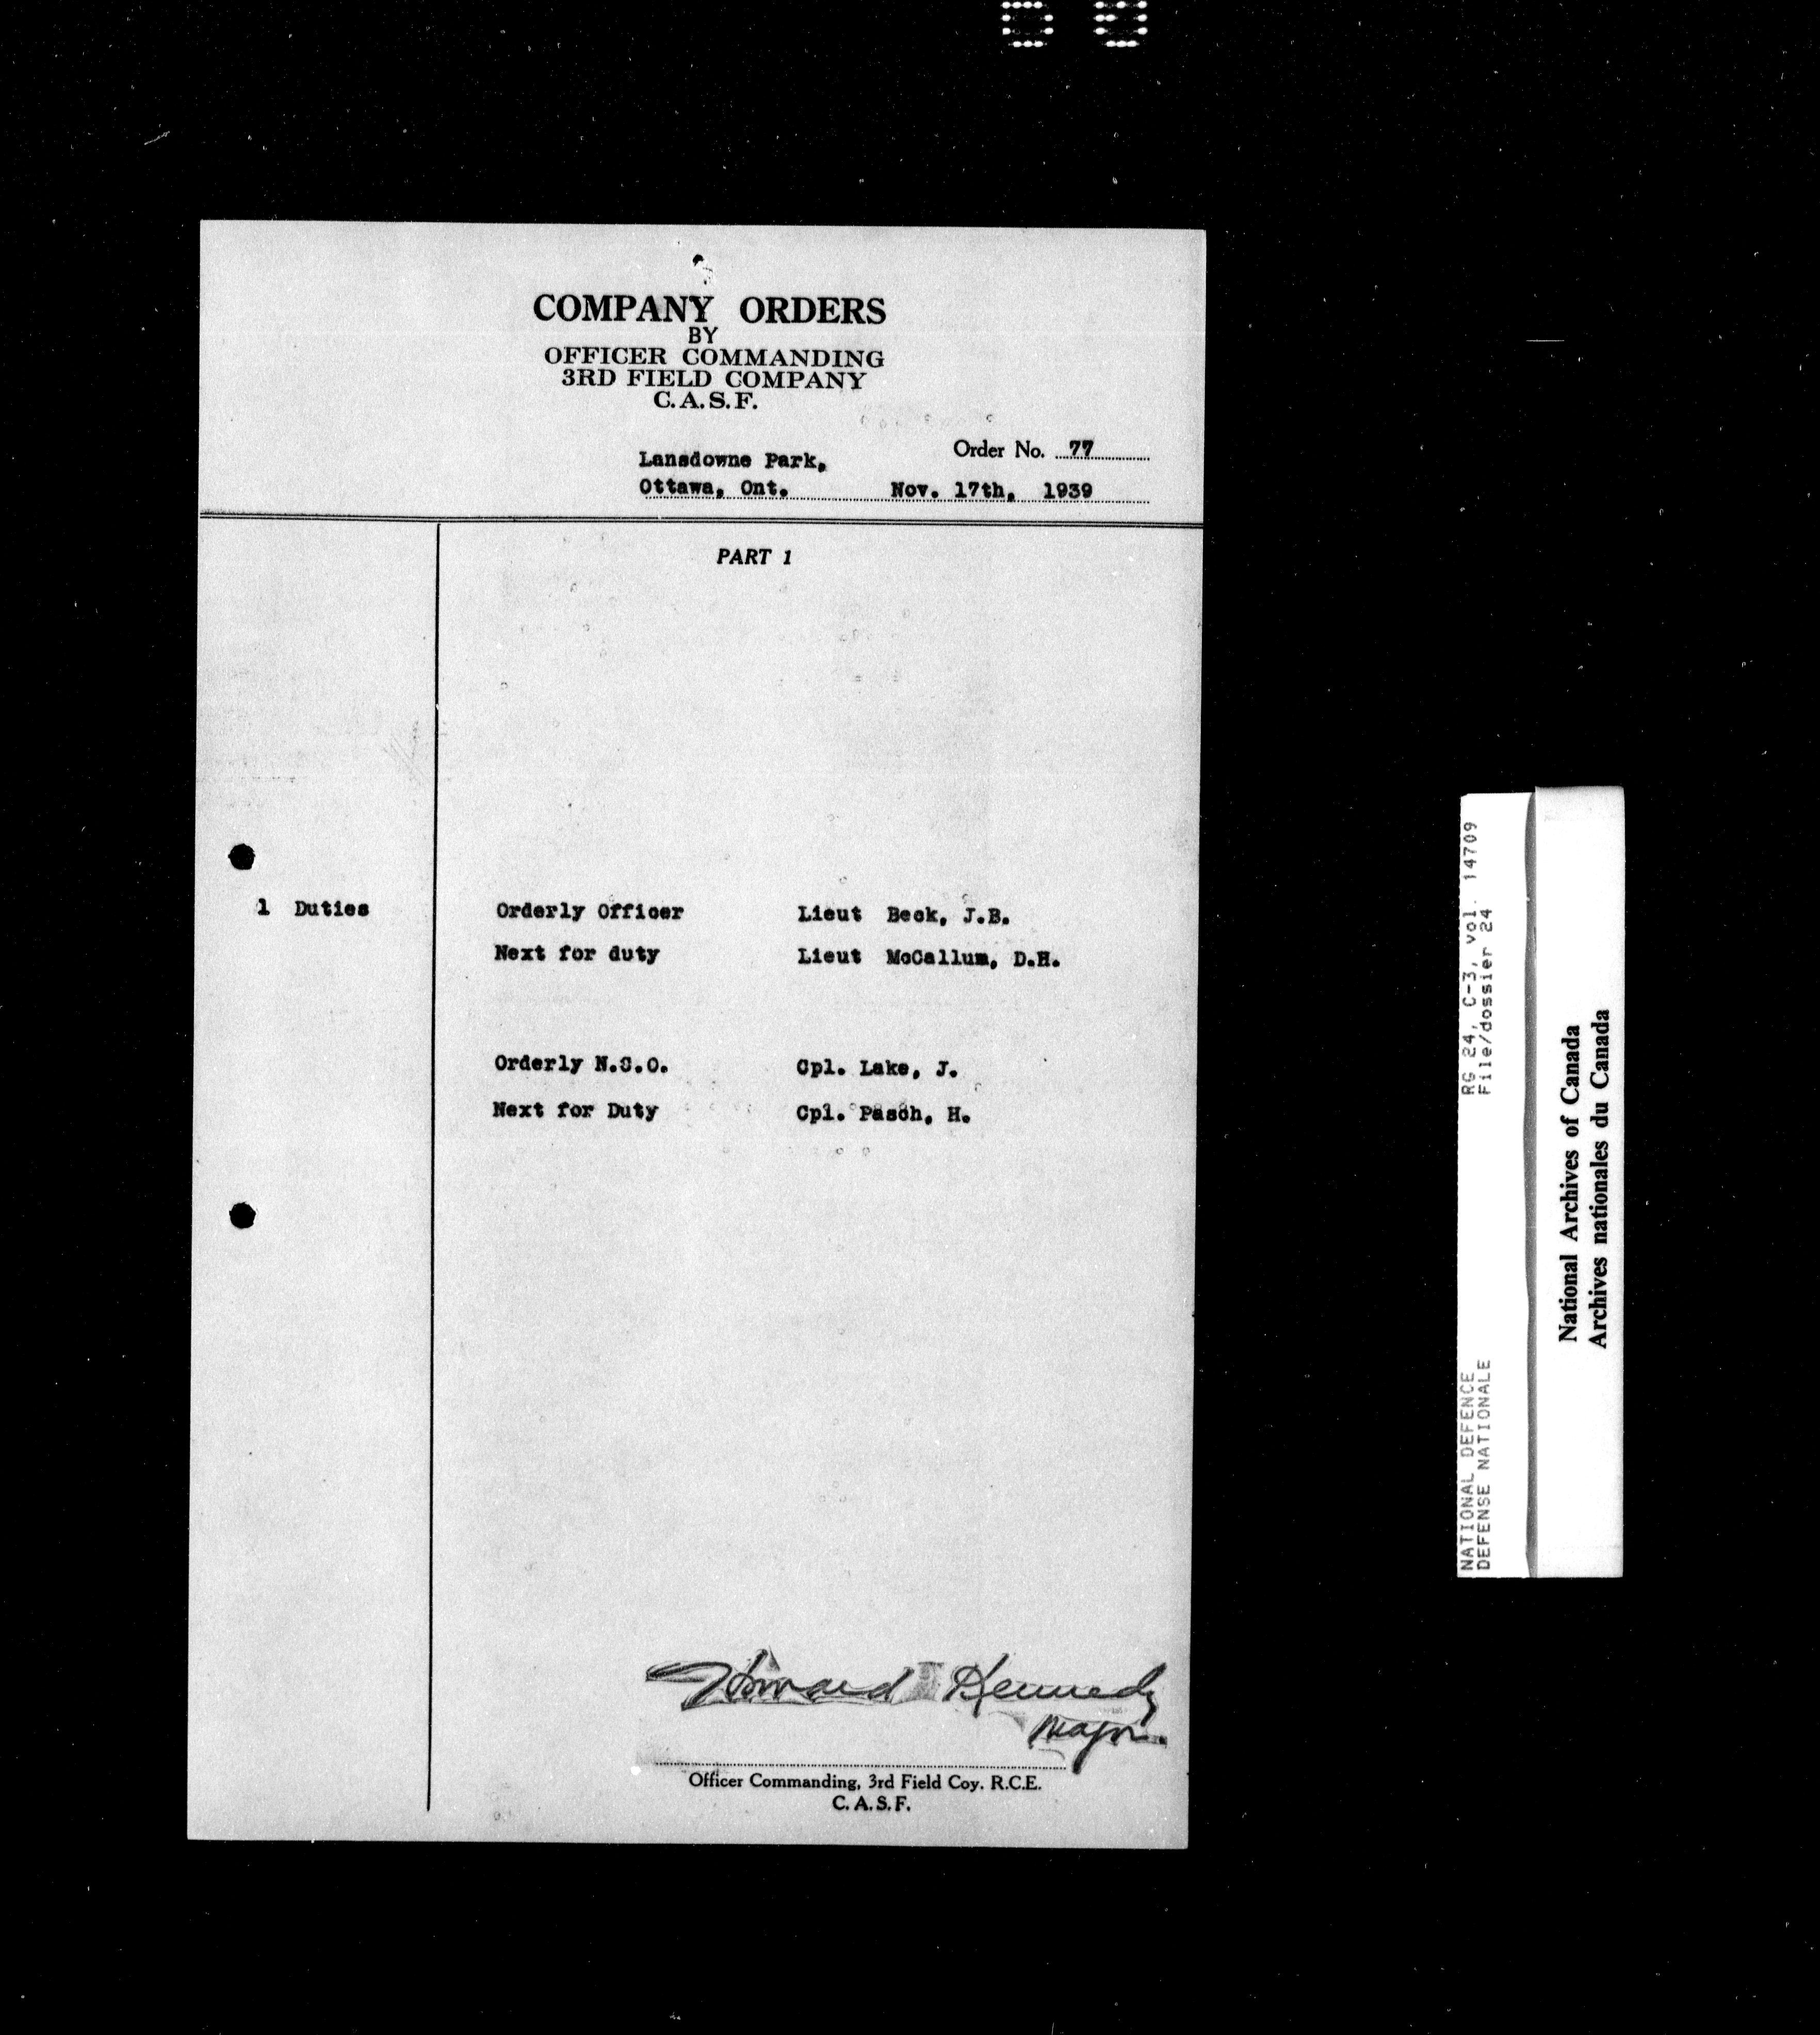 COMPANY ORDERS
BY
OFFICER COMMANDING
3RD FIELD COMPANY
C.A.S.F.
Order No. 77
Lansdowne Park,
Ottawa, Ont. Nov. 17th, 1939
PART 1
1 Duties Orderly Officer Lieut Beck, J.B.
Next for duty Lieut McCallum, D.H.
Orderly N.C.O. Cpl. Lake, J.
Next for Duty Cpl. Pasch, H.
Howard Kennedy
Major.
Officer Commanding, 3rd Field Coy. R.C.E.
C.A.S.F.
NATIONAL DEFENCE RG 24, C-3, vol. 14709
DEFENSE NATIONALE File/dossier 24
National Archives of Canada
Archives nationales du Canada